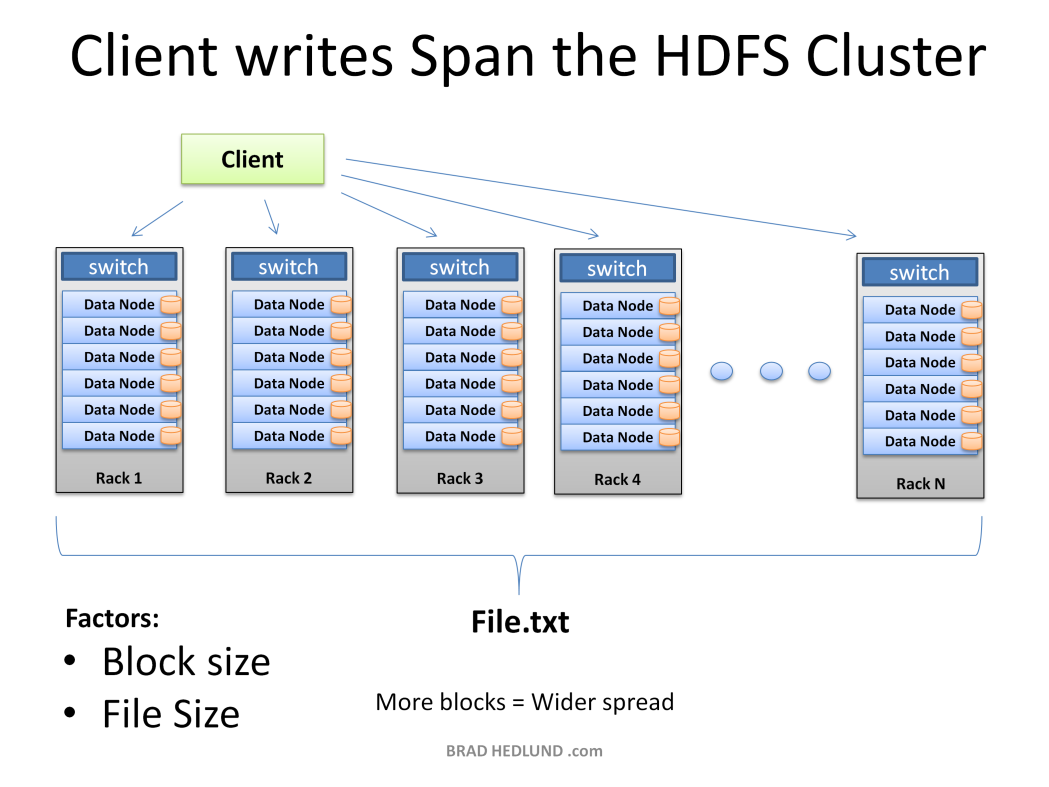 Client writes Span the HDFS Cluster
Client
switch
Data Node
Data Node
Data Node
Data Node
Data Node
Data Node
Rack 1
switch
Data Node
Data Node
Data Node
Data Node
Data Node
Data Node
Rack 2
switch
Data Node
Data Node
Data Node
Data Node
Data Node
Data Node
Rack 3
switch
Data Node
Data Node
Data Node
Data Node
Data Node
Data Node
Rack 4
switch
Data Node
Data Node
Data Node
Data Node
Data Node
Data Node
Rack N
Factors:
• Block size
• File Size
File.txt
More blocks = Wider spread
BRAD HEDLUND .com